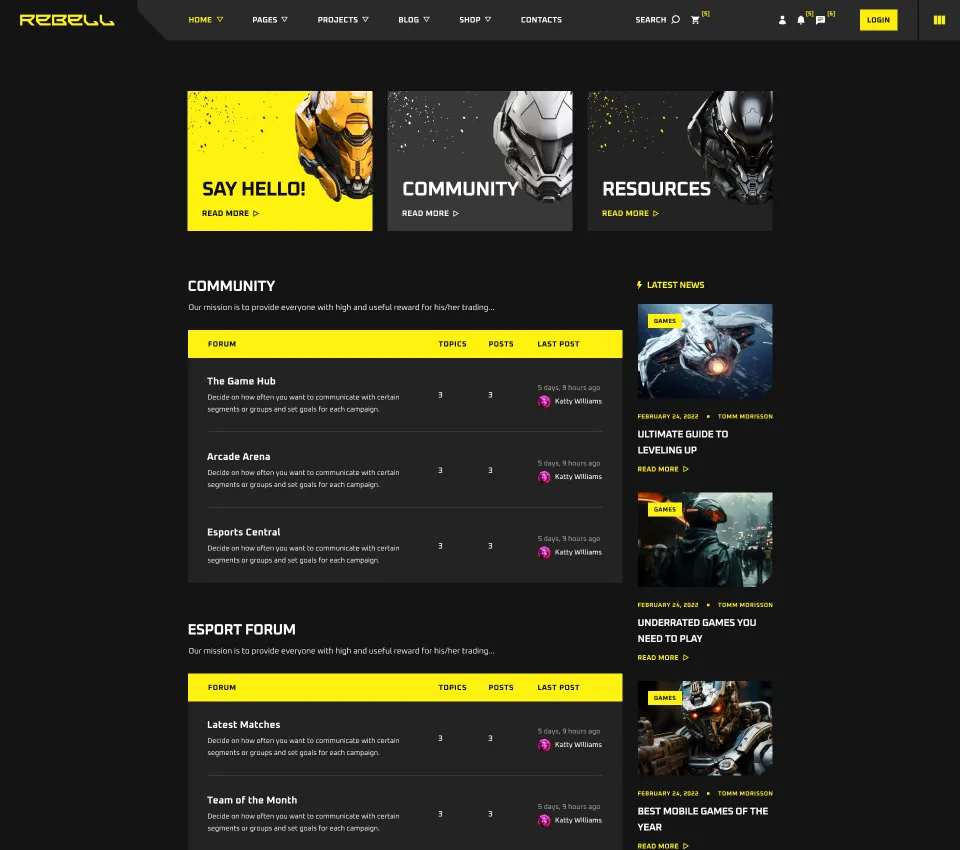 REBELL
HOME PAGES PROJECTS BLOG SHOP CONTACTS SEARCH [5] [5] [6] LOGIN
SAY HELLO!
READ MORE
COMMUNITY
READ MORE
RESOURCES
READ MORE
COMMUNITY
Our mission is to provide everyone with high and useful reward for his/her trading...
FORUM TOPICS POSTS LAST POST
The Game Hub
Decide on how often you want to communicate with certain
segments or groups and set goals for each campaign.
3 3
5 days, 9 hours ago
Katty Williams
Arcade Arena
Decide on how often you want to communicate with certain
segments or groups and set goals for each campaign.
3 3
5 days, 9 hours ago
Katty Williams
Esports Central
Decide on how often you want to communicate with certain
segments or groups and set goals for each campaign.
3 3
5 days, 9 hours ago
Katty Williams
ESPORT FORUM
Our mission is to provide everyone with high and useful reward for his/her trading...
FORUM TOPICS POSTS LAST POST
Latest Matches
Decide on how often you want to communicate with certain
segments or groups and set goals for each campaign.
3 3
5 days, 9 hours ago
Katty Williams
Team of the Month
Decide on how often you want to communicate with certain
segments or groups and set goals for each campaign.
3 3
5 days, 9 hours ago
Katty Williams
LATEST NEWS
GAMES
FEBRUARY 24, 2022 TOMM MORISSON
ULTIMATE GUIDE TO
LEVELING UP
READ MORE
GAMES
FEBRUARY 24, 2022 TOMM MORISSON
UNDERRATED GAMES YOU
NEED TO PLAY
READ MORE
GAMES
FEBRUARY 24, 2022 TOMM MORISSON
BEST MOBILE GAMES OF THE
YEAR
READ MORE